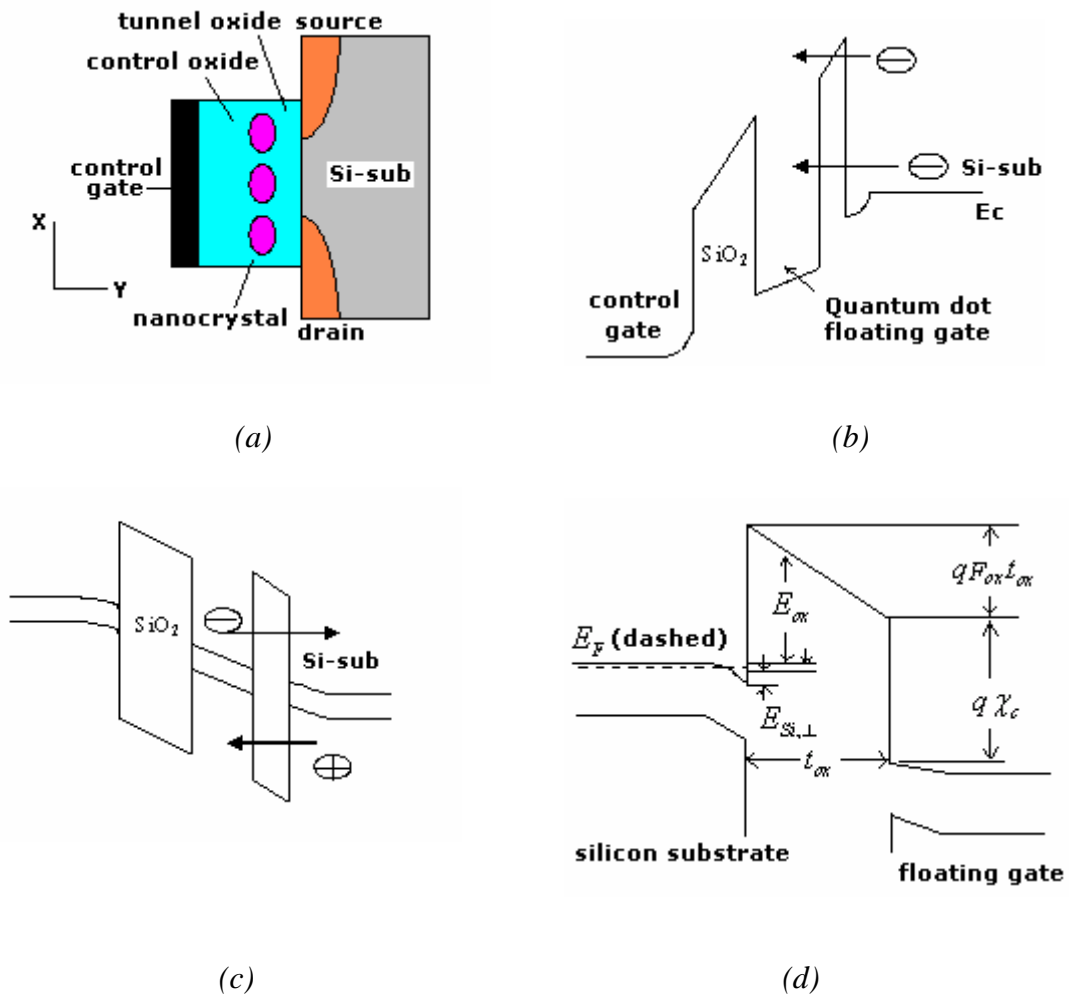 tunnel oxide source
control oxide
control
gate
Si-sub
X
Y
nanocrystal
drain
(a)
Si-sub
Ec
SiO2
control
gate
Quantum dot
floating gate
(b)
SiO2
Si-sub
(c)
qFoxtox
Eox
EF (dashed)
qχc
ESi,⊥
tox
silicon substrate
floating gate
(d)